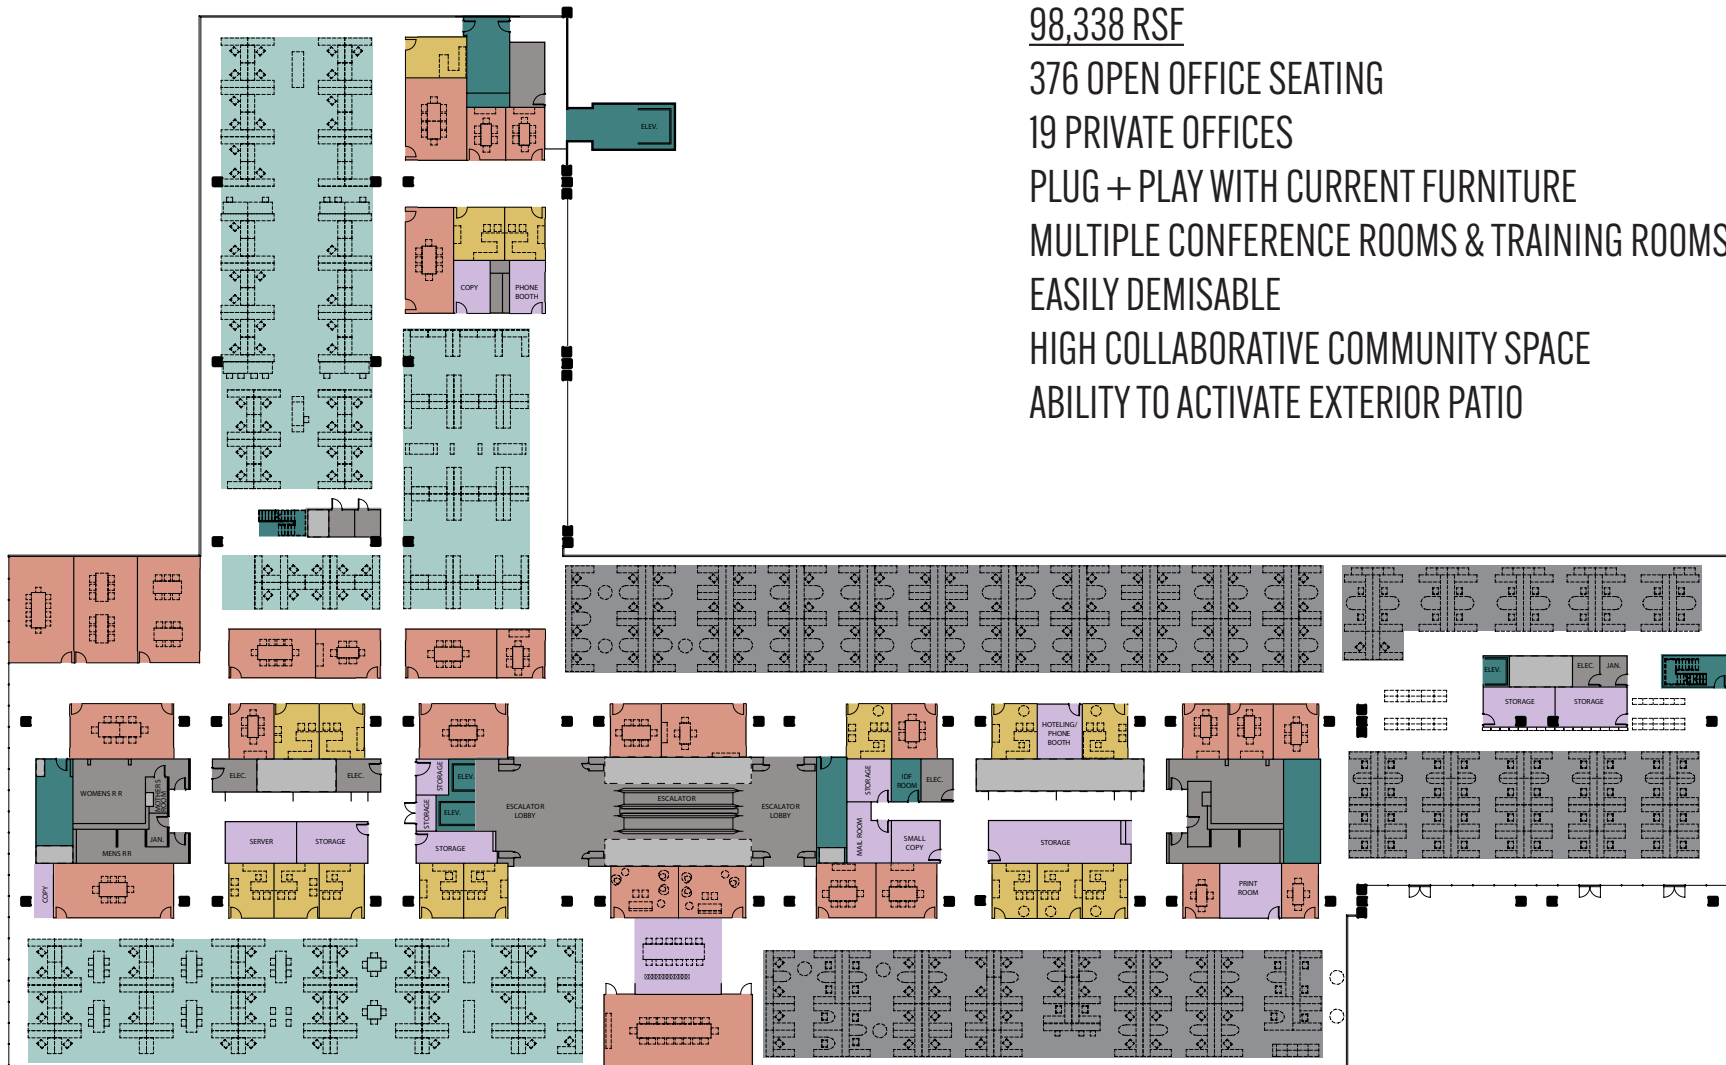 98,338 RSF
376 OPEN OFFICE SEATING
19 PRIVATE OFFICES
PLUG + PLAY WITH CURRENT FURNITURE
MULTIPLE CONFERENCE ROOMS & TRAINING ROOMS
EASILY DEMISABLE
HIGH COLLABORATIVE COMMUNITY SPACE
ABILITY TO ACTIVATE EXTERIOR PATIO
ELEV.
COPY
PHONE
BOOTH
ELEV.
ELEC.
JAN.
STORAGE
STORAGE
HOTELING/
PHONE
BOOTH
WOMENS R R
MOTHERS
ROOM
JAN.
MENS RR
ELEC.
ELEC.
STORAGE
ELEV.
STORAGE
ELEV.
ESCALATOR
LOBBY
ESCALATOR
ESCALATOR
LOBBY
STORAGE
IDF
ROOM
ELEC.
SERVER
STORAGE
STORAGE
MAIL ROOM
SMALL
COPY
STORAGE
COPY
PRINT
ROOM